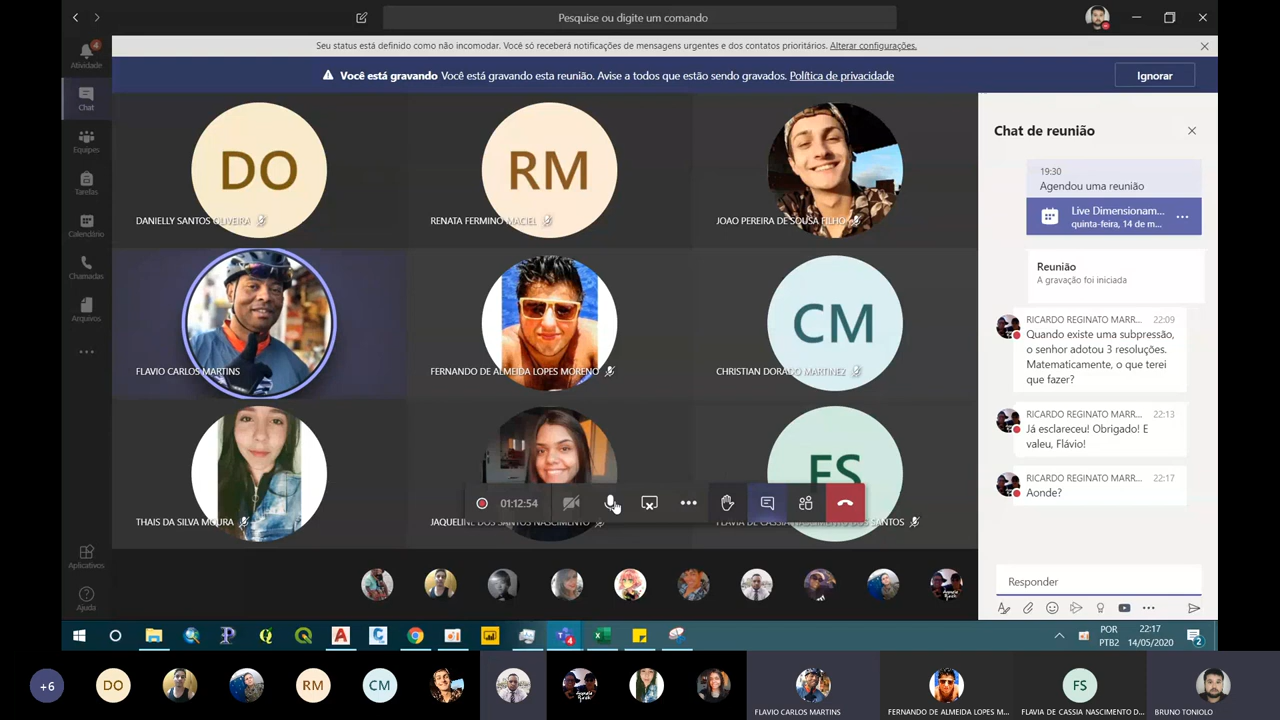 Pesquise ou digite um comando
Seu status está definido como não incomodar. Você só receberá notificações de mensagens urgentes e dos contatos prioritários. Alterar configurações.
Você está gravando Você está gravando esta reunião. Avise a todos que estão sendo gravados. Política de privacidade
Ignorar
4
Atividade
Chat
Equipes
Tarefas
Calendário
Chamadas
Arquivos
Aplicativos
Ajuda
DO
DANIELLY SANTOS OLIVEIRA
RM
RENATA FERMINO MACIEL
JOAO PEREIRA DE SOUSA FILHO
FLAVIO CARLOS MARTINS
FERNANDO DE ALMEIDA LOPES MORENO
CM
CHRISTIAN DORADO MARTINEZ
THAIS DA SILVA MOURA
JAQUELINE DOS SANTOS NASCIMENTO
FS
FLAVIA DE CASSIA NASCIMENTO DOS SANTOS
01:12:54
Chat de reunião
19:30
Agendou uma reunião
Live Dimensionam...
quinta-feira, 14 de m...
Reunião
A gravação foi iniciada
RICARDO REGINATO MARR... 22:09
Quando existe uma subpressão,
o senhor adotou 3 resoluções.
Matematicamente, o que terei
que fazer?
RICARDO REGINATO MARR... 22:13
Já esclareceu! Obrigado! E
valeu, Flávio!
RICARDO REGINATO MARR... 22:17
Aonde?
Responder
POR
PTB2
22:17
14/05/2020
2
+6
DO
RM
CM
FLAVIO CARLOS MARTINS
FERNANDO DE ALMEIDA LOPES M...
FS
FLAVIA DE CASSIA NASCIMENTO D...
BRUNO TONIOLO